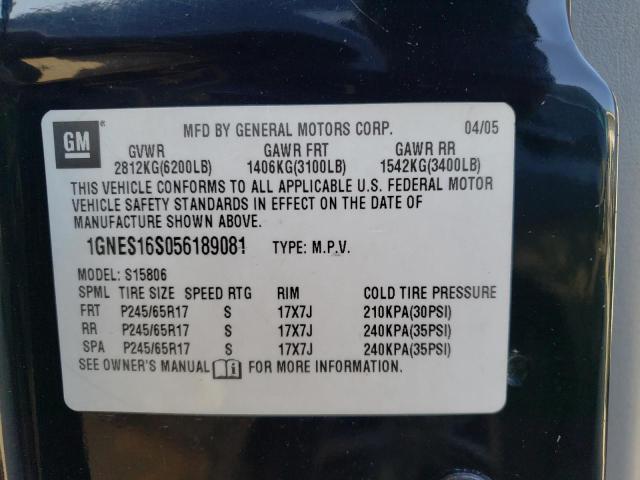 GM ®
MFD BY GENERAL MOTORS CORP. 04/05
GVWR GAWR FRT GAWR RR
2812KG(6200LB) 1406KG(3100LB) 1542KG(3400LB)
THIS VEHICLE CONFORMS TO ALL APPLICABLE U.S. FEDERAL MOTOR
VEHICLE SAFETY STANDARDS IN EFFECT ON THE DATE OF
MANUFACTURE SHOWN ABOVE.
1GNES16S056189081 TYPE: M.P.V.
MODEL: S15806
SPML TIRE SIZE SPEED RTG RIM COLD TIRE PRESSURE
FRT P245/65R17 S 17X7J 210KPA(30PSI)
RR P245/65R17 S 17X7J 240KPA(35PSI)
SPA P245/65R17 S 17X7J 240KPA(35PSI)
SEE OWNER'S MANUAL i FOR MORE INFORMATION.